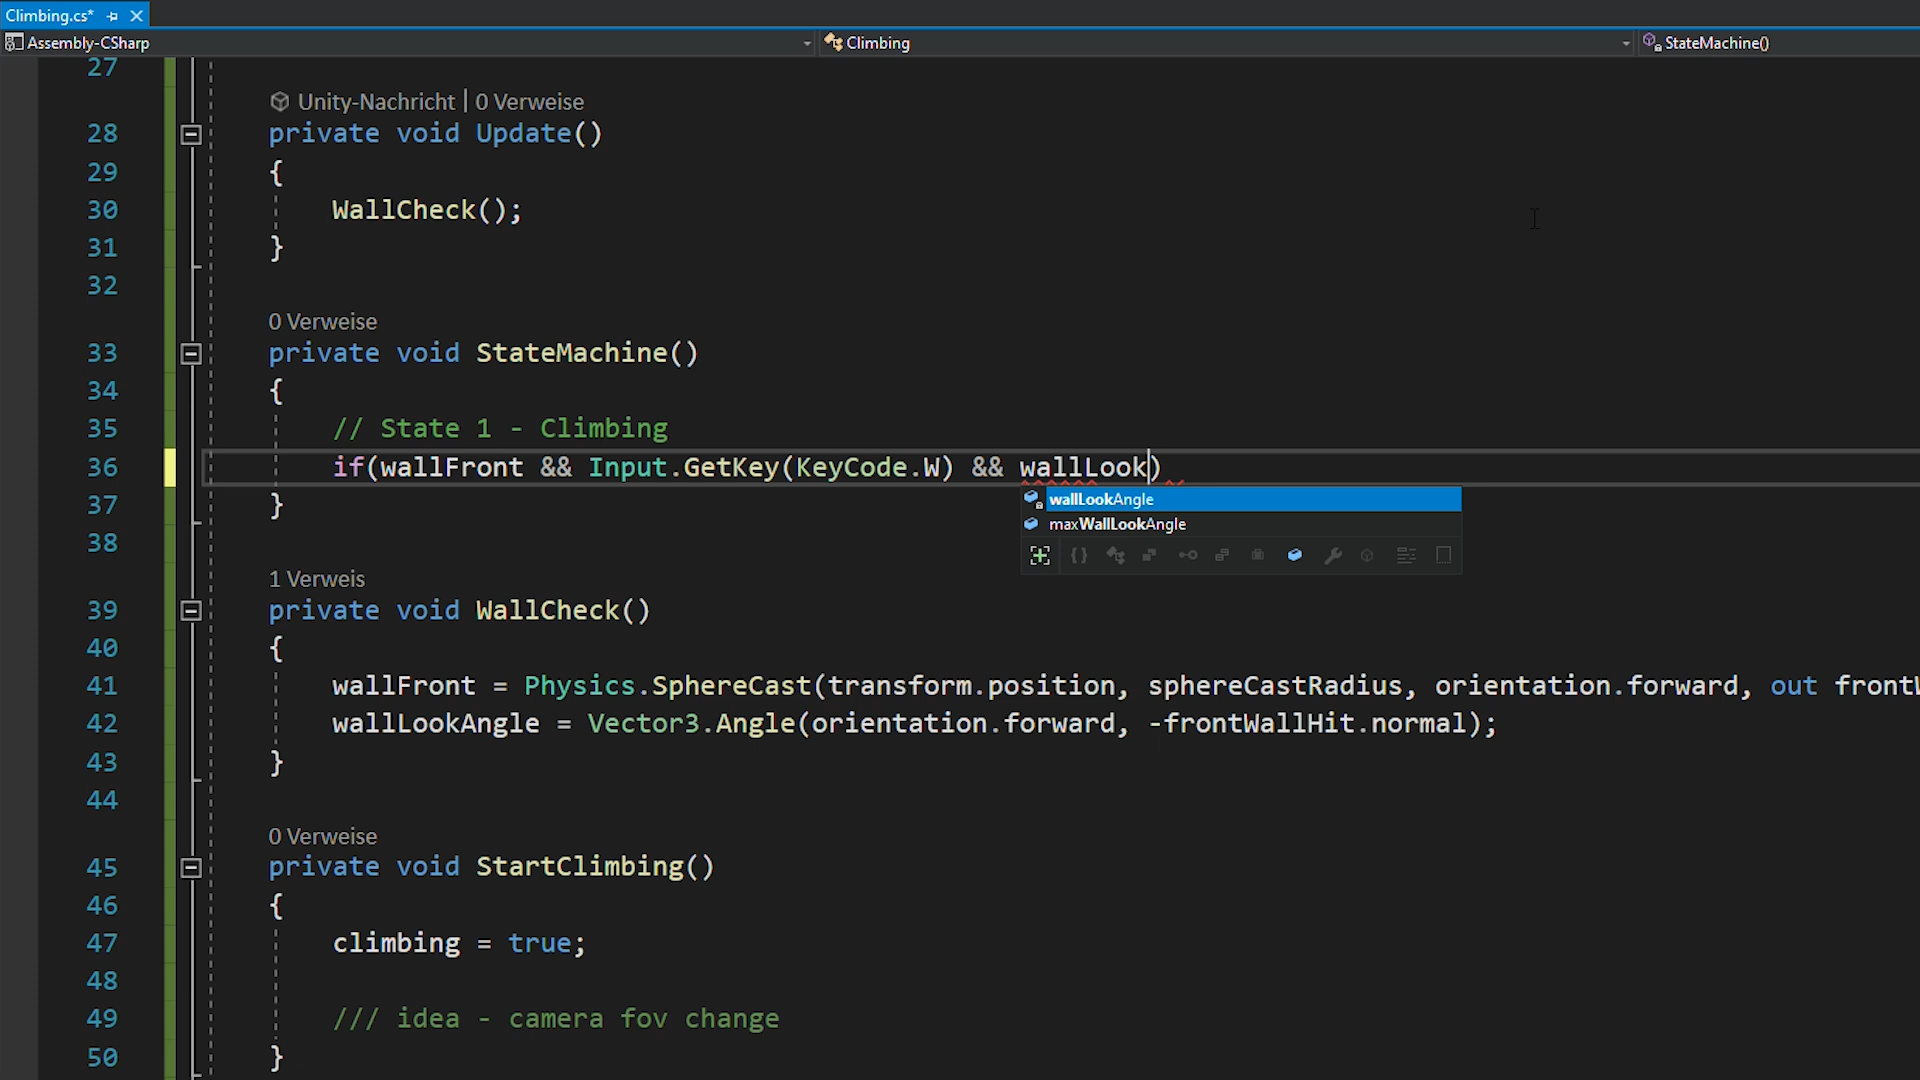 Climbing.cs*
Assembly-CSharp Climbing StateMachine()
27
Unity-Nachricht | 0 Verweise
28 private void Update()
29 {
30 WallCheck();
31 }
32
0 Verweise
33 private void StateMachine()
34 {
35 // State 1 - Climbing
36 if(wallFront && Input.GetKey(KeyCode.W) && wallLook)
wallLookAngle
37 }
maxWallLookAngle
38
1 Verweis
39 private void WallCheck()
40 {
41 wallFront = Physics.SphereCast(transform.position, sphereCastRadius, orientation.forward, out frontW
42 wallLookAngle = Vector3.Angle(orientation.forward, -frontWallHit.normal);
43 }
44
0 Verweise
45 private void StartClimbing()
46 {
47 climbing = true;
48
49 /// idea - camera fov change
50 }